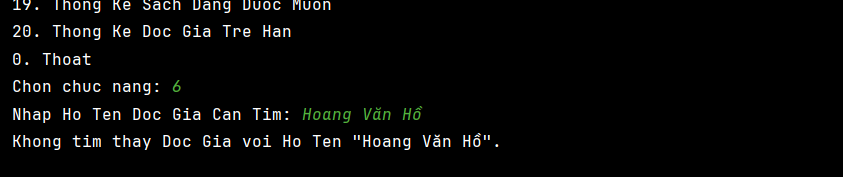 19. Thong Ke Sach Dang Duoc Muon
20. Thong Ke Doc Gia Tre Han
0. Thoat
Chon chuc nang: 6
Nhap Ho Ten Doc Gia Can Tim: Hoang Văn Hồ
Khong tim thay Doc Gia voi Ho Ten "Hoang Văn Hồ".